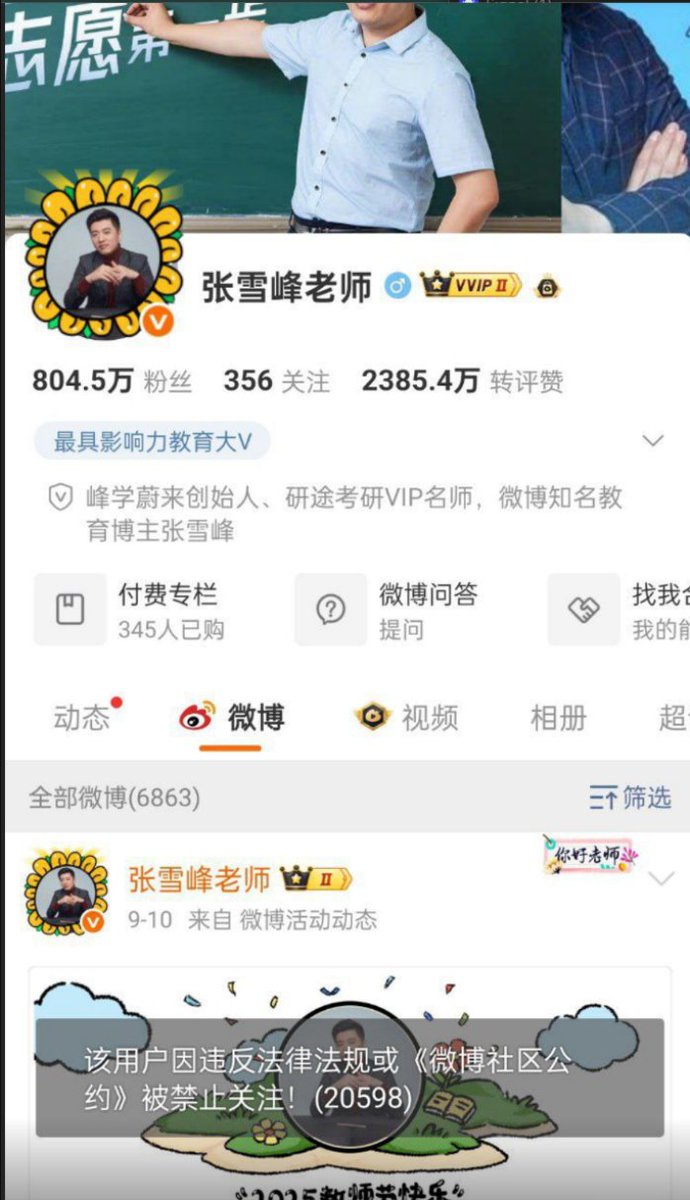 志愿第一步
张雪峰老师 VVIP II
804.5万 粉丝 356 关注 2385.4万 转评赞
最具影响力教育大V
峰学蔚来创始人、研途考研VIP名师，微博知名教
育博主张雪峰
付费专栏 微博问答 找我合
345人已购 提问 我的能
动态 微博 视频 相册 超
全部微博(6863) 筛选
张雪峰老师 II 你好老师
9-10 来自 微博活动动态
该用户因违反法律法规或《微博社区公
约》被禁止关注！(20598)
"2025教师节快乐"